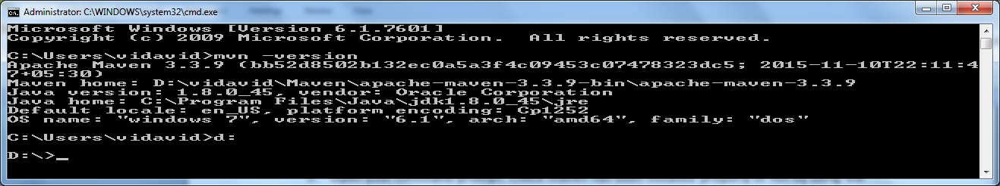 Administrator: C:\WINDOWS\system32\cmd.exe
Microsoft Windows [Version 6.1.7601]
Copyright (c) 2009 Microsoft Corporation.  All rights reserved.
C:\Users\vidavid>mvn -version
Apache Maven 3.3.9 (bb52d8502b132ec0a5a3f4c09453c07478323dc5; 2015-11-10T22:11:4
7+05:30)
Maven home: D:\vidavid\Maven\apache-maven-3.3.9-bin\apache-maven-3.3.9
Java version: 1.8.0_45, vendor: Oracle Corporation
Java home: C:\Program Files\Java\jdk1.8.0_45\jre
Default locale: en_US, platform encoding: Cp1252
OS name: "windows 7", version: "6.1", arch: "amd64", family: "dos"
C:\Users\vidavid>d:
D:\>_